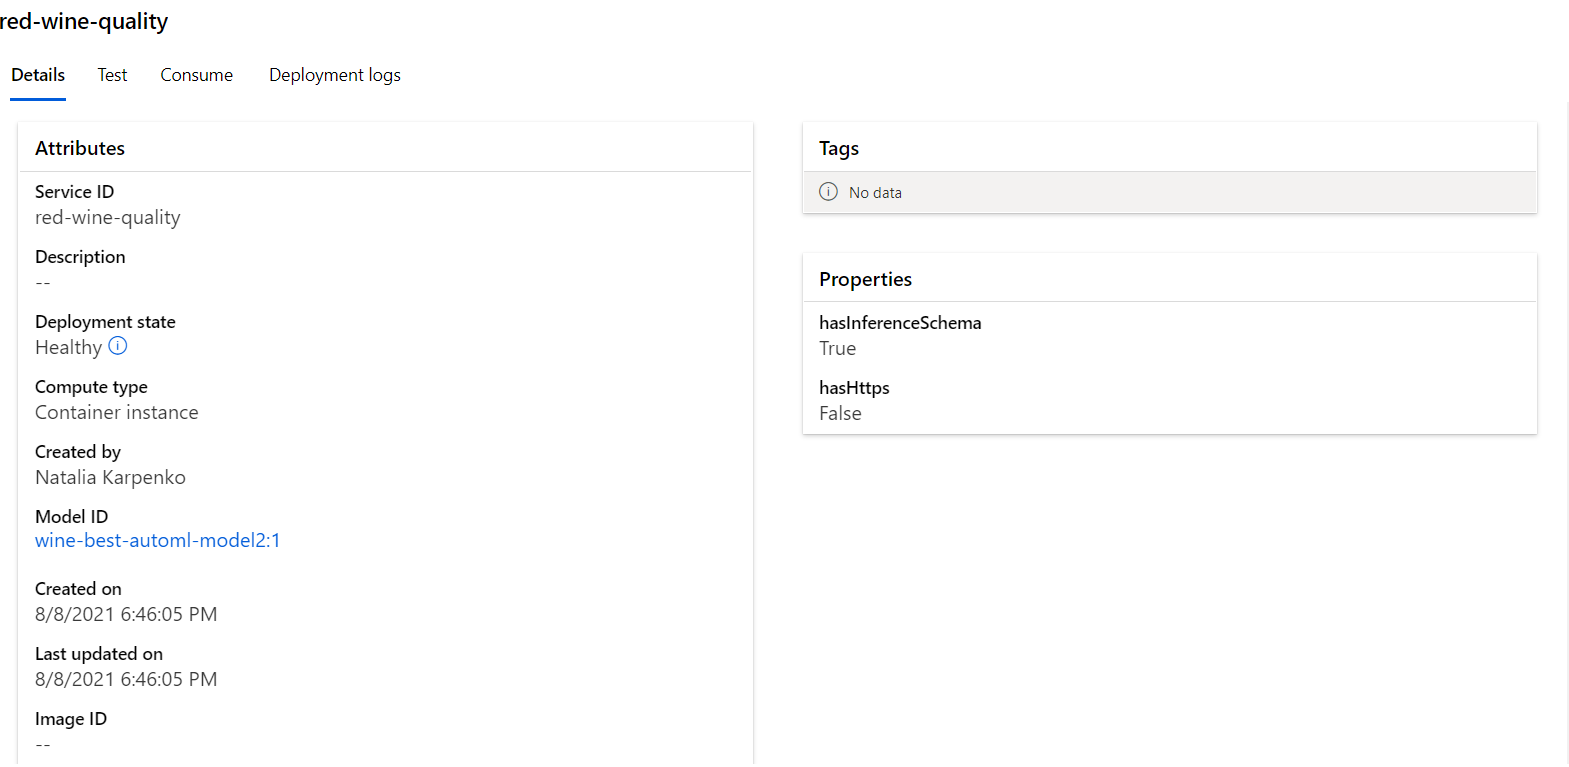 red-wine-quality
Details Test Consume Deployment logs
Attributes
Service ID
red-wine-quality
Description
--
Deployment state
Healthy
Compute type
Container instance
Created by
Natalia Karpenko
Model ID
wine-best-automl-model2:1
Created on
8/8/2021 6:46:05 PM
Last updated on
8/8/2021 6:46:05 PM
Image ID
--
Tags
No data
Properties
hasInferenceSchema
True
hasHttps
False